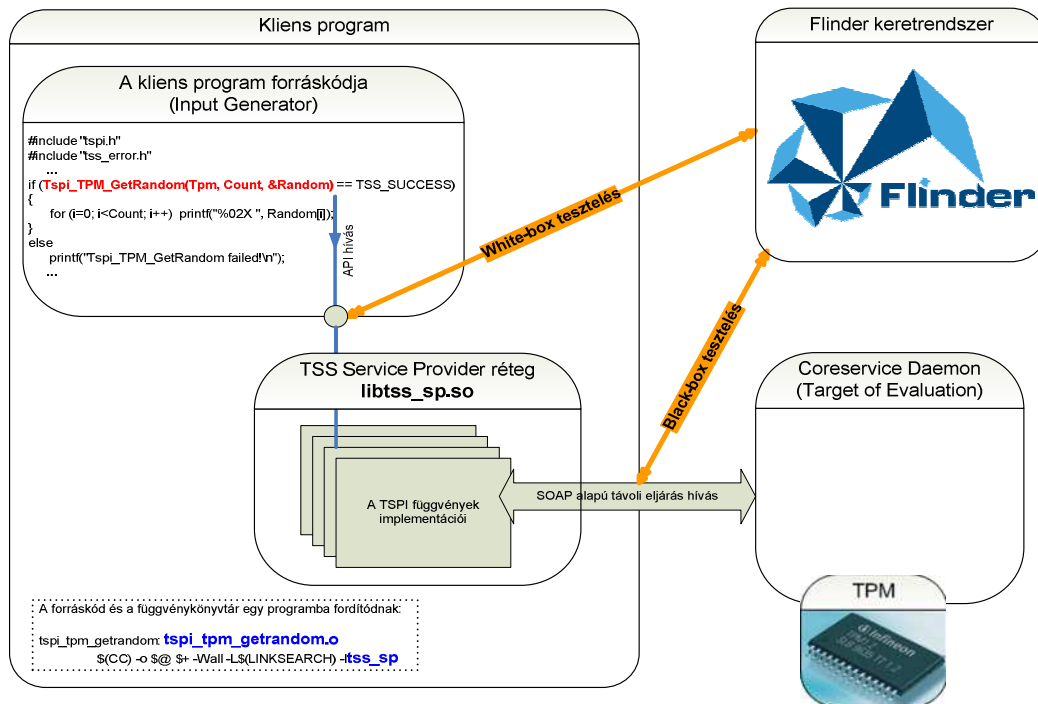 Kliens program
A kliens program forráskódja
(Input Generator)
#include "tspi.h"
#include "tss_error.h"
...
if (Tspi_TPM_GetRandom(Tpm, Count, &Random) == TSS_SUCCESS)
{
for (i=0; i<Count; i++) printf("%02X ", Random[i]);
}
else
printf("Tspi_TPM_GetRandom failed!\n");
...
API hívás
TSS Service Provider réteg
libtss_sp.so
A TSPI függvények
implementációi
SOAP alapú távoli eljárás hívás
A forráskód és a függvénykönyvtár egy programba fordítódnak:
tspi_tpm_getrandom: tspi_tpm_getrandom.o
$(CC) -o $@ $+ -Wall -L$(LINKSEARCH) -ltss_sp
White-box tesztelés
Black-box tesztelés
Flinder keretrendszer
Flinder
Coreservice Daemon
(Target of Evaluation)
TPM
Infineon